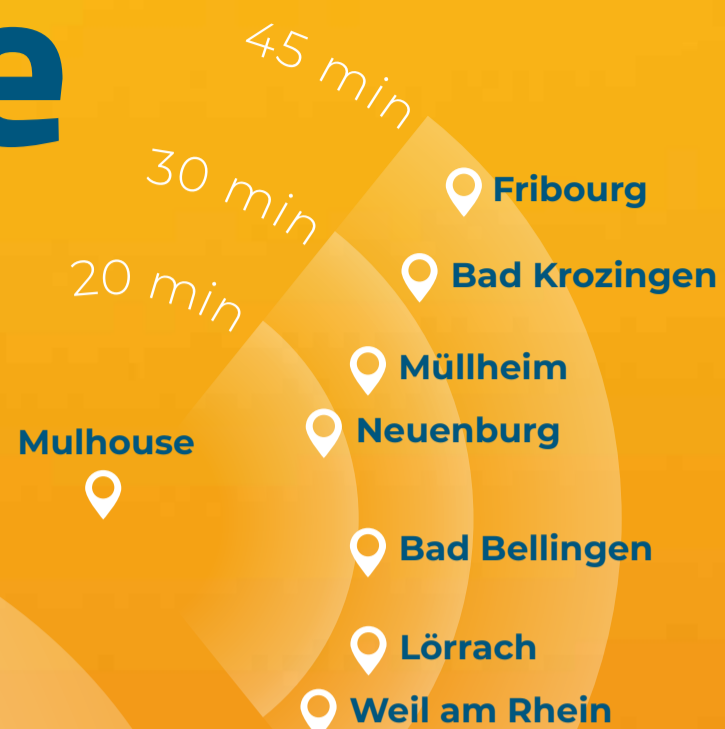 e
45 min
30 min
20 min
Fribourg
Bad Krozingen
Müllheim
Neuenburg
Mulhouse
Bad Bellingen
Lörrach
Weil am Rhein